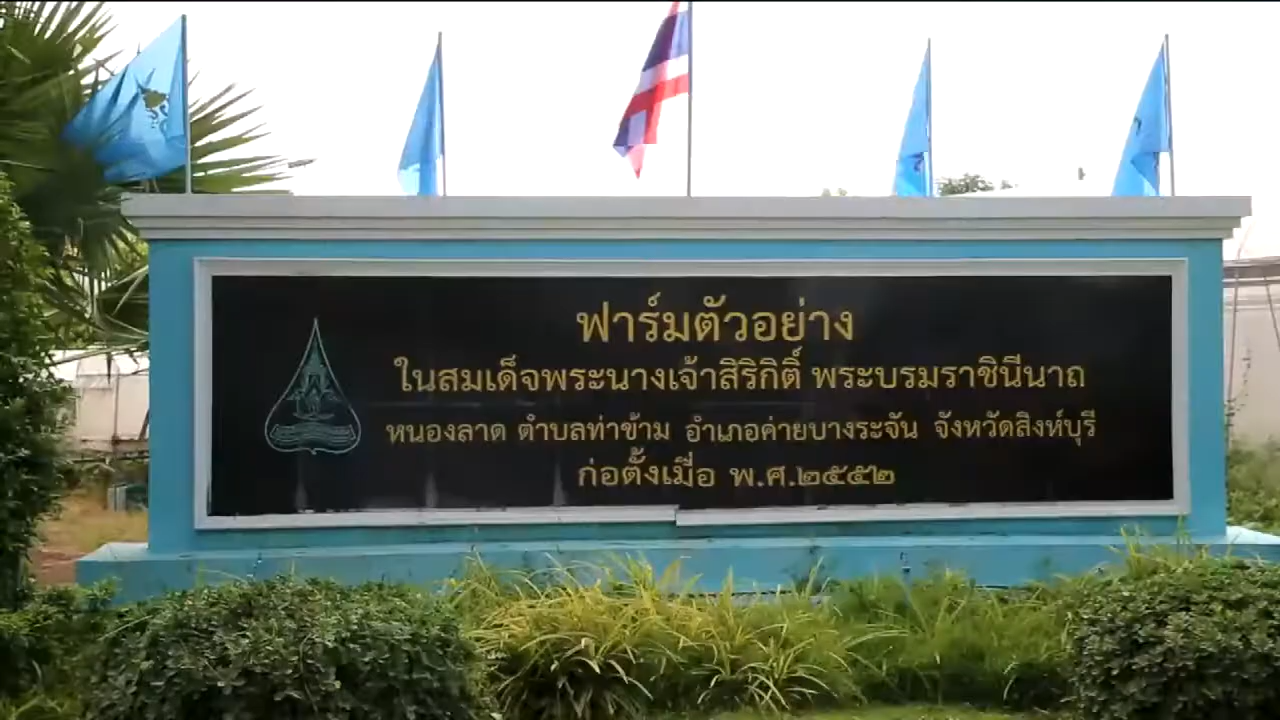 ฟาร์มตัวอย่าง
ในสมเด็จพระนางเจ้าสิริกิติ์ พระบรมราชินีนาถ
หนองลาด ตำบลท่าข้าม อำเภอค่ายบางระจัน จังหวัดสิงห์บุรี
ก่อตั้งเมื่อ พ.ศ.๒๕๕๒